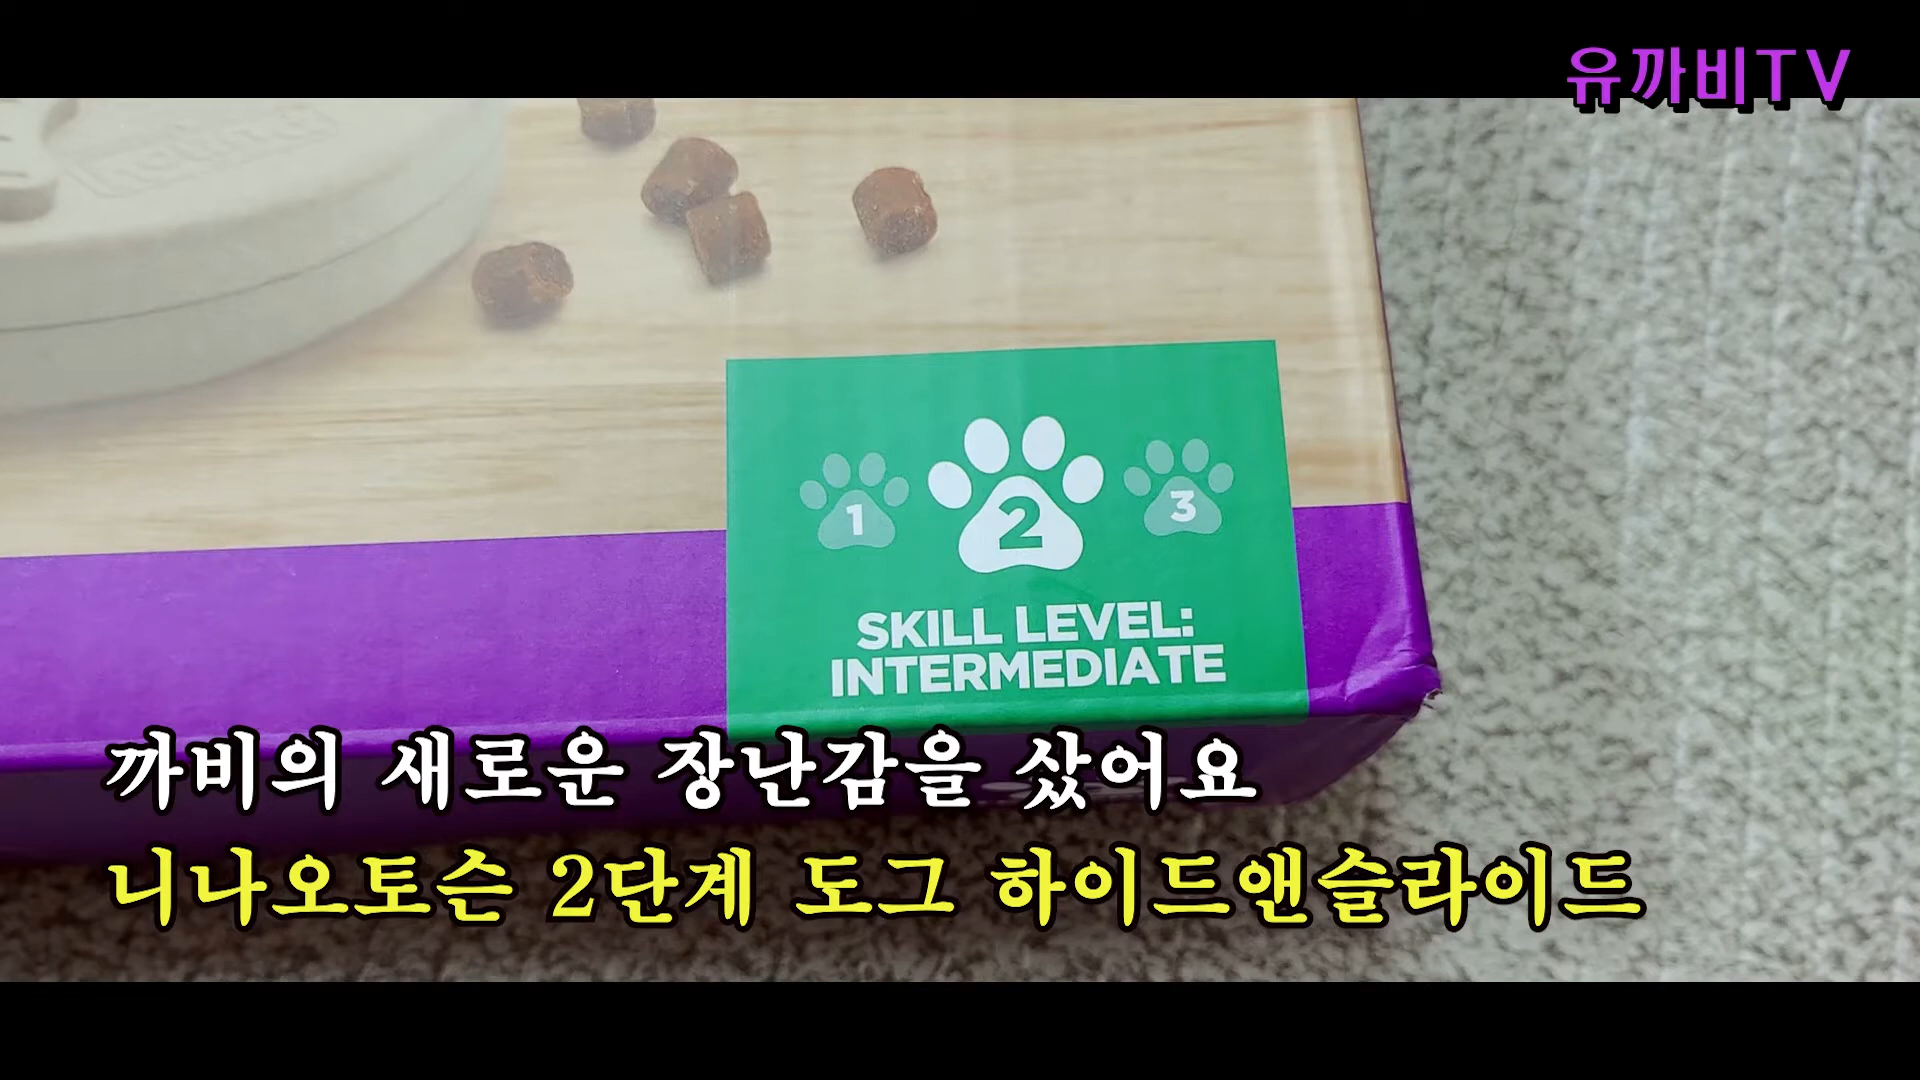 유까비TV
1
2
3
SKILL LEVEL:
INTERMEDIATE
까비의 새로운 장난감을 샀어요
니나오토슨 2단계 도그 하이드앤슬라이드